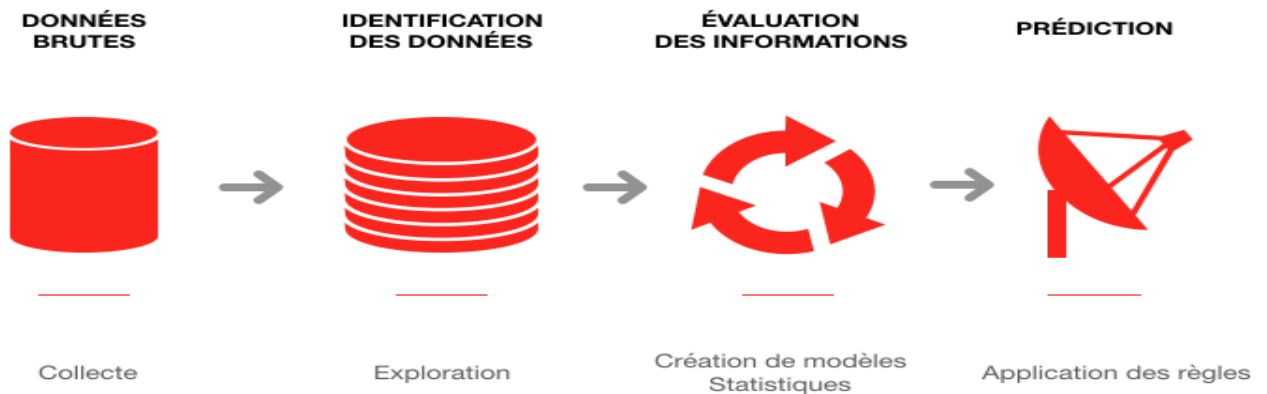 DONNÉES
BRUTES
IDENTIFICATION
DES DONNÉES
ÉVALUATION
DES INFORMATIONS
PRÉDICTION
Collecte
Exploration
Création de modèles
Statistiques
Application des règles